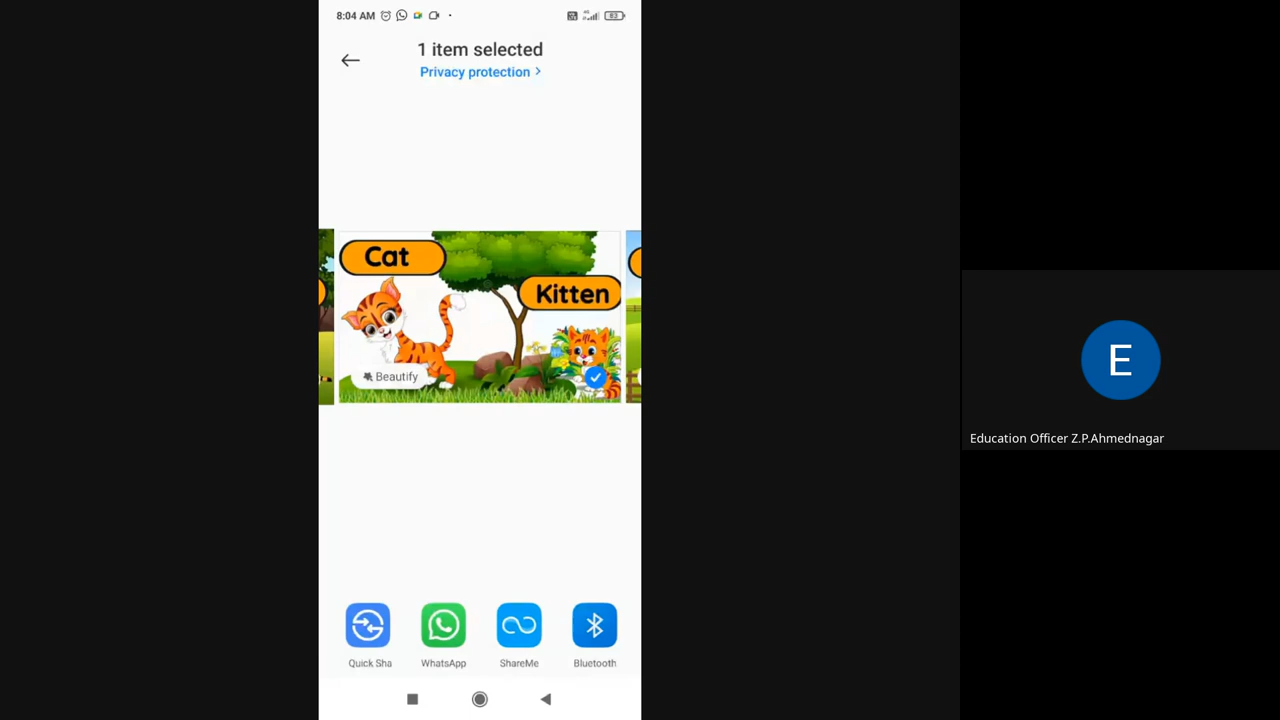 8:04 AM
83
1 item selected
Privacy protection >
Cat
Kitten
Beautify
Quick Sha
WhatsApp
ShareMe
Bluetooth
E
Education Officer Z.P.Ahmednagar